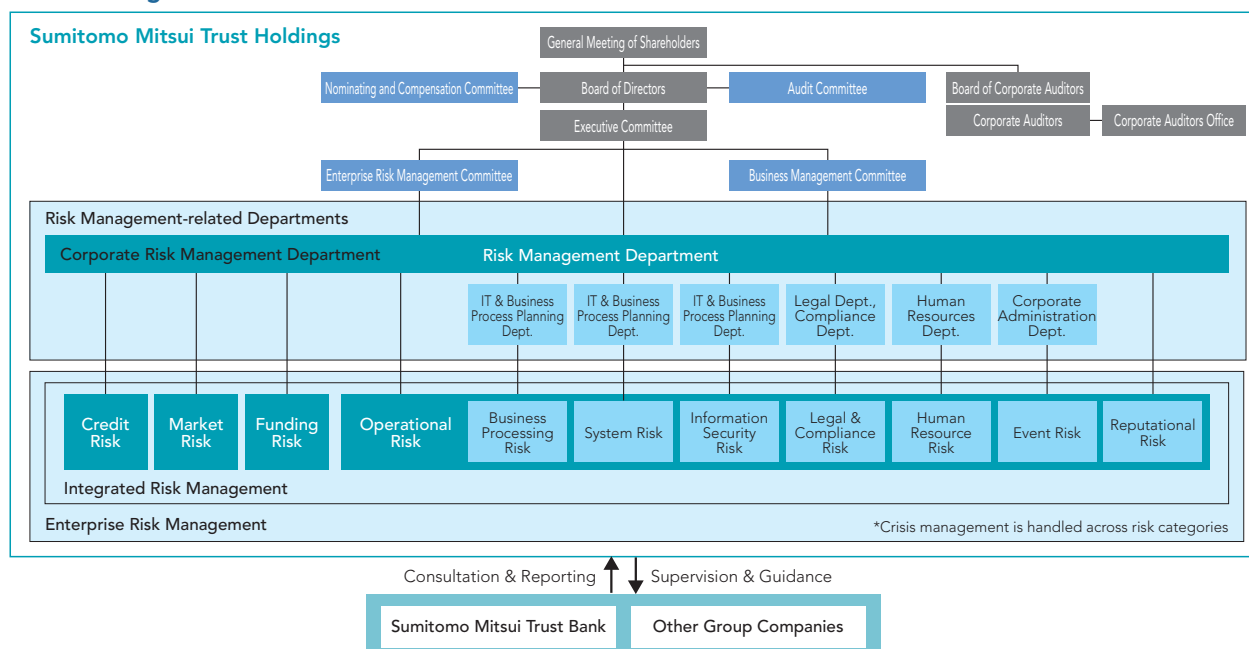 Sumitomo Mitsui Trust Holdings
General Meeting of Shareholders
Nominating and Compensation Committee
Board of Directors
Audit Committee
Board of Corporate Auditors
Executive Committee
Corporate Auditors
Corporate Auditors Office
Enterprise Risk Management Committee
Business Management Committee
Risk Management-related Departments
Corporate Risk Management Department
Risk Management Department
IT & Business
Process Planning
Dept.
IT & Business
Process Planning
Dept.
IT & Business
Process Planning
Dept.
Legal Dept.,
Compliance
Dept.
Human
Resources
Dept.
Corporate
Administration
Dept.
Credit
Risk
Market
Risk
Funding
Risk
Operational
Risk
Business
Processing
Risk
System Risk
Information
Security
Risk
Legal &
Compliance
Risk
Human
Resource
Risk
Event Risk
Reputational
Risk
Integrated Risk Management
Enterprise Risk Management
*Crisis management is handled across risk categories
Consultation & Reporting
Supervision & Guidance
Sumitomo Mitsui Trust Bank
Other Group Companies